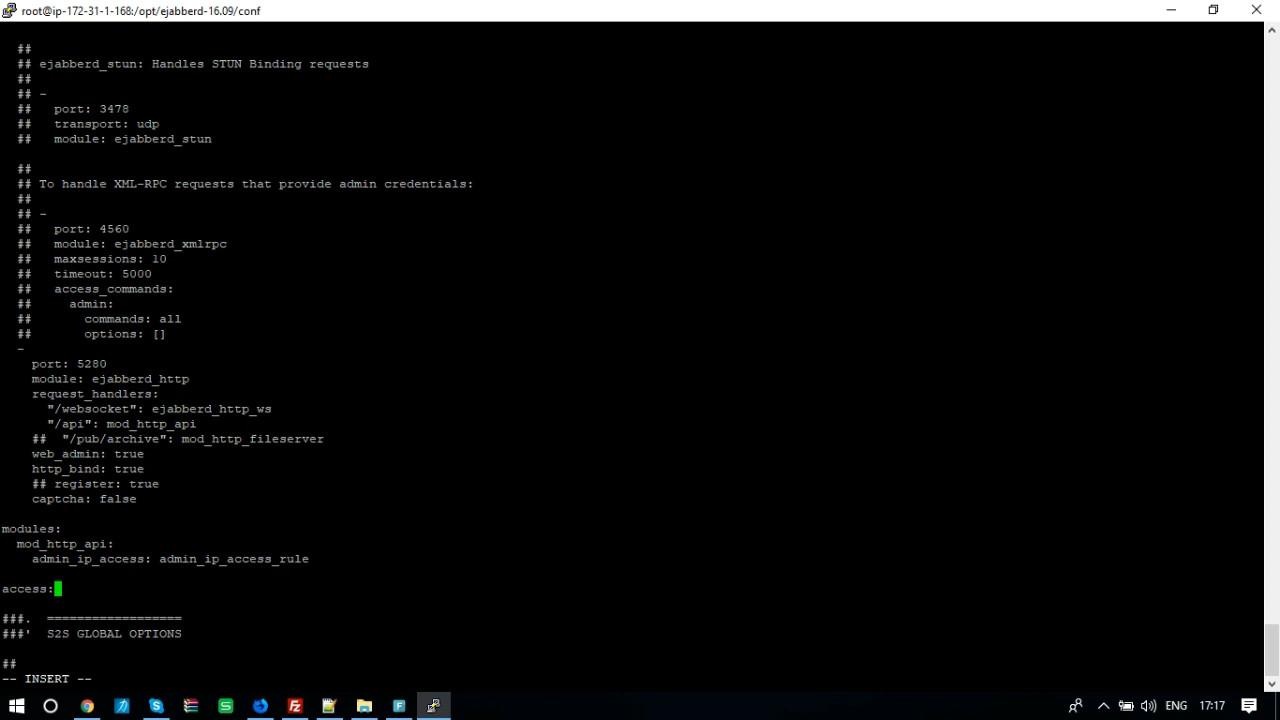 root@ip-172-31-1-168:/opt/ejabberd-16.09/conf
##
## ejabberd_stun: Handles STUN Binding requests
##
## -
##   port: 3478
##   transport: udp
##   module: ejabberd_stun
##
## To handle XML-RPC requests that provide admin credentials:
##
## -
##   port: 4560
##   module: ejabberd_xmlrpc
##   maxsessions: 10
##   timeout: 5000
##   access_commands:
##     admin:
##       commands: all
##       options: []
-
port: 5280
module: ejabberd_http
request_handlers:
"/websocket": ejabberd_http_ws
"/api": mod_http_api
##  "/pub/archive": mod_http_fileserver
web_admin: true
http_bind: true
## register: true
captcha: false
modules:
mod_http_api:
admin_ip_access: admin_ip_access_rule
access:
###.  ==================
###'  S2S GLOBAL OPTIONS
##
-- INSERT --
ENG 17:17